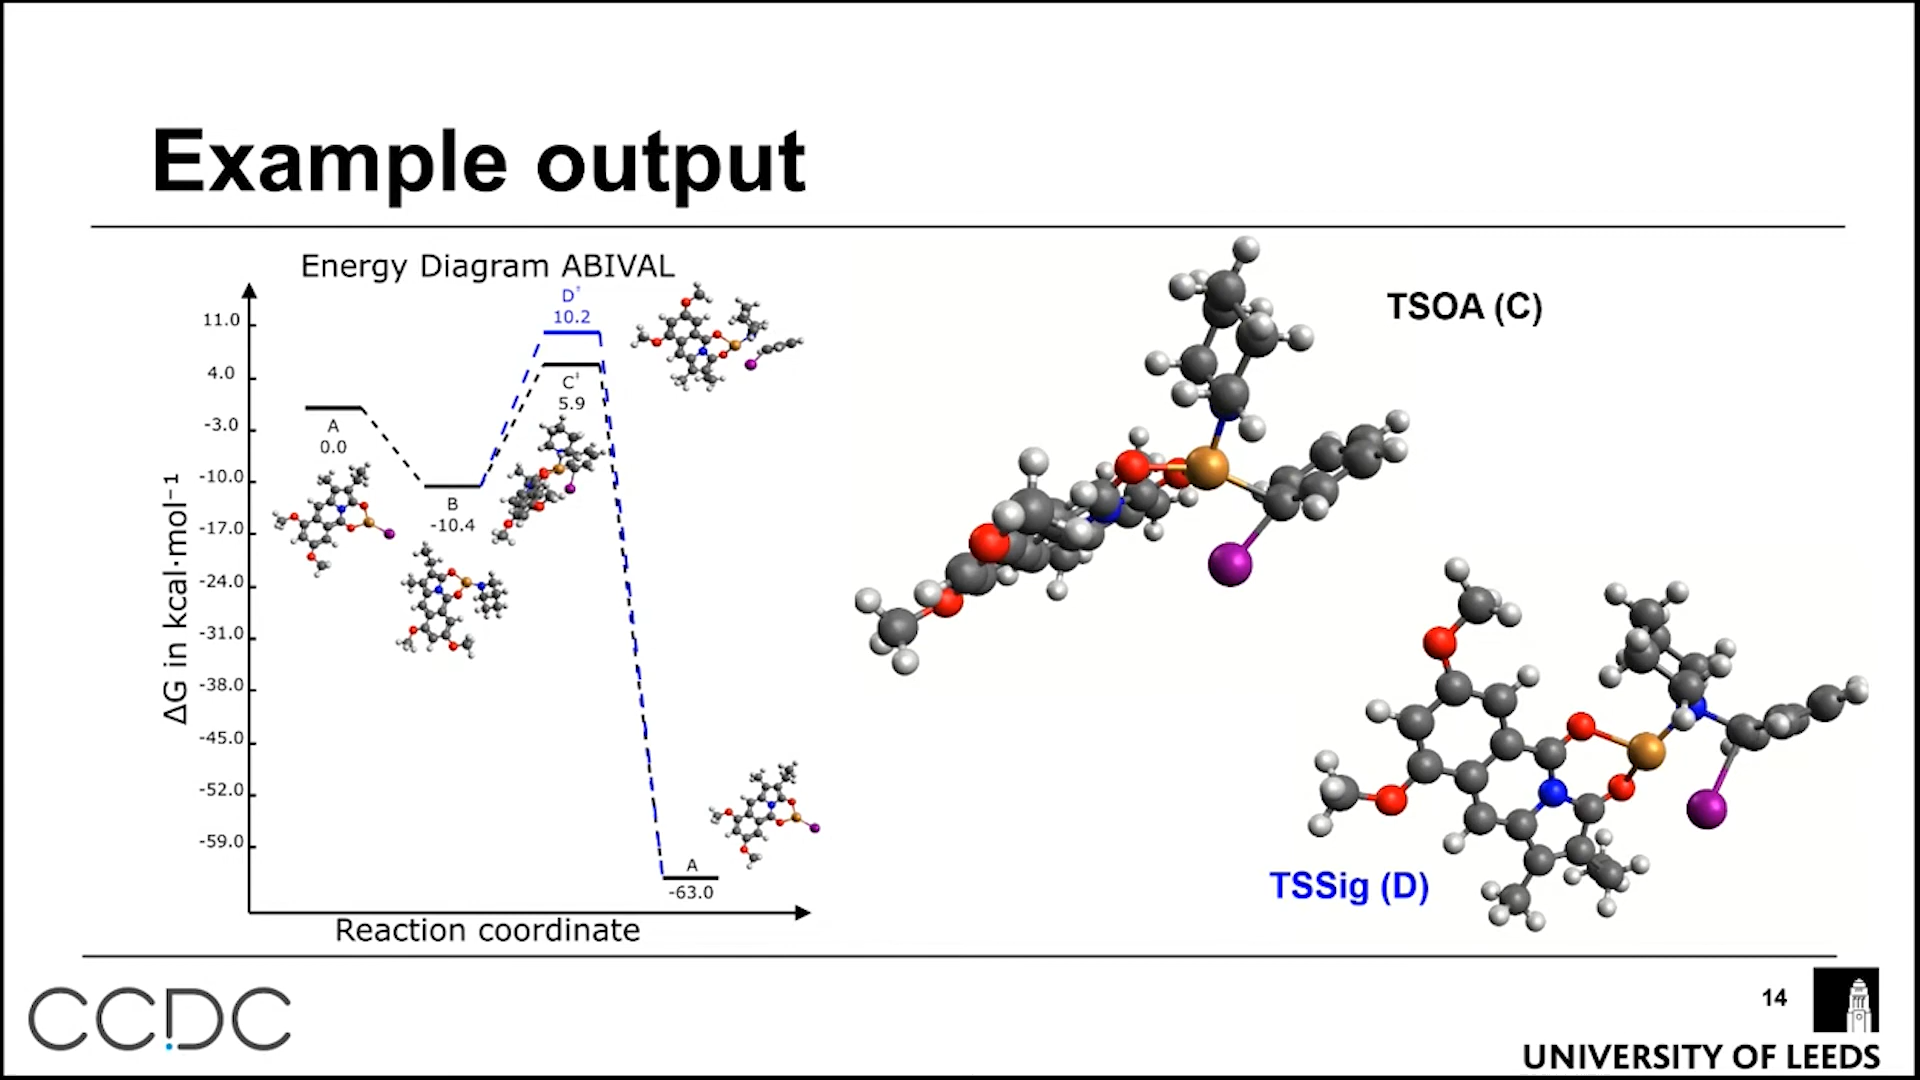 Example output
Energy Diagram ABIVAL
D‡
10.2
11.0
4.0
-3.0
-10.0
-17.0
-24.0
-31.0
-38.0
-45.0
-52.0
-59.0
ΔG in kcal·mol⁻¹
A
0.0
B
-10.4
C‡
5.9
A
-63.0
Reaction coordinate
TSOA (C)
TSSig (D)
CCDC
14
UNIVERSITY OF LEEDS